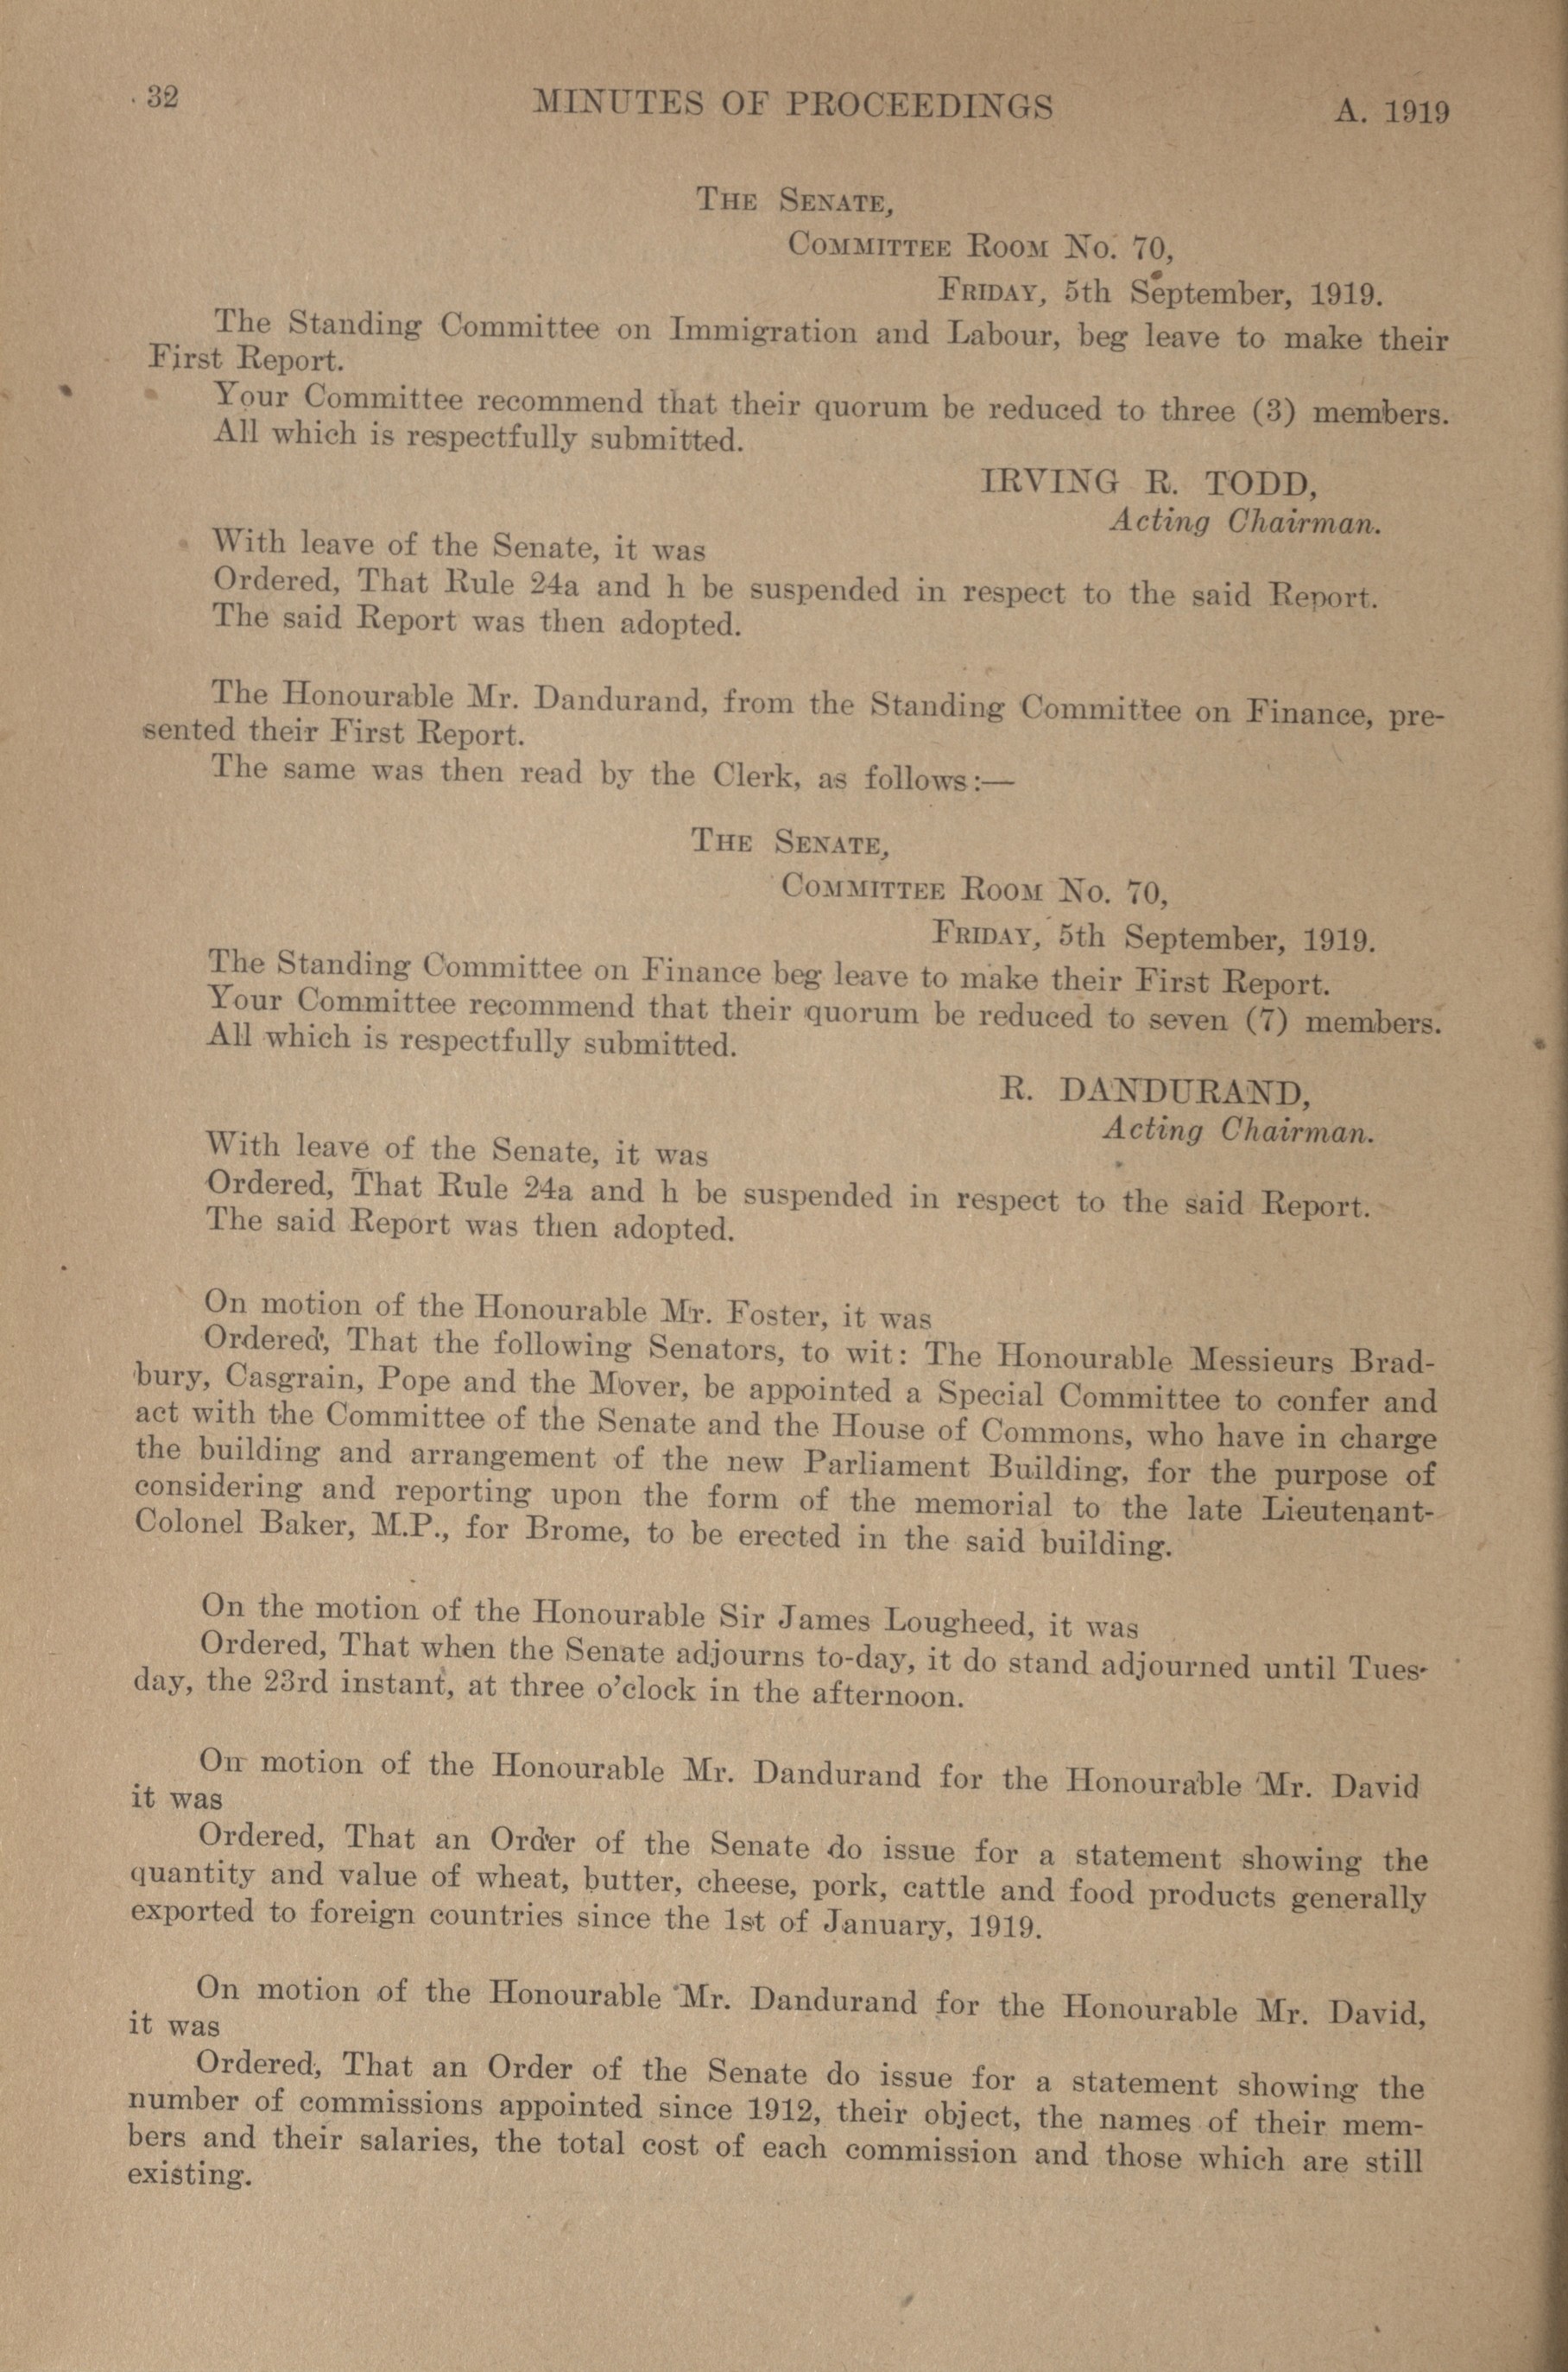 32 MINUTES OF PROCEEDINGS A. 1919
THE SENATE,
COMMITTEE ROOM No. 70,
FRIDAY, 5th September, 1919.
The Standing Committee on Immigration and Labour, beg leave to make their
First Report.
Your Committee recommend that their quorum be reduced to three (3) members.
All which is respectfully submitted.
IRVING R. TODD,
Acting Chairman.
With leave of the Senate, it was
Ordered, That Rule 24a and h be suspended in respect to the said Report.
The said Report was then adopted.
The Honourable Mr. Dandurand, from the Standing Committee on Finance, pre-
sented their First Report.
The same was then read by the Clerk, as follows:—
THE SENATE,
COMMITTEE ROOM No. 70,
FRIDAY, 5th September, 1919.
The Standing Committee on Finance beg leave to make their First Report.
Your Committee recommend that their quorum be reduced to seven (7) members.
All which is respectfully submitted.
R. DANDURAND,
Acting Chairman.
With leave of the Senate, it was
Ordered, That Rule 24a and h be suspended in respect to the said Report.
The said Report was then adopted.
On motion of the Honourable Mr. Foster, it was
Ordered, That the following Senators, to wit: The Honourable Messieurs Brad-
bury, Casgrain, Pope and the Mover, be appointed a Special Committee to confer and
act with the Committee of the Senate and the House of Commons, who have in charge
the building and arrangement of the new Parliament Building, for the purpose of
considering and reporting upon the form of the memorial to the late Lieutenant-
Colonel Baker, M.P., for Brome, to be erected in the said building.
On the motion of the Honourable Sir James Lougheed, it was
Ordered, That when the Senate adjourns to-day, it do stand adjourned until Tues-
day, the 23rd instant, at three o'clock in the afternoon.
On motion of the Honourable Mr. Dandurand for the Honourable Mr. David
it was
Ordered, That an Order of the Senate do issue for a statement showing the
quantity and value of wheat, butter, cheese, pork, cattle and food products generally
exported to foreign countries since the 1st of January, 1919.
On motion of the Honourable Mr. Dandurand for the Honourable Mr. David,
it was
Ordered, That an Order of the Senate do issue for a statement showing the
number of commissions appointed since 1912, their object, the names of their mem-
bers and their salaries, the total cost of each commission and those which are still
existing.